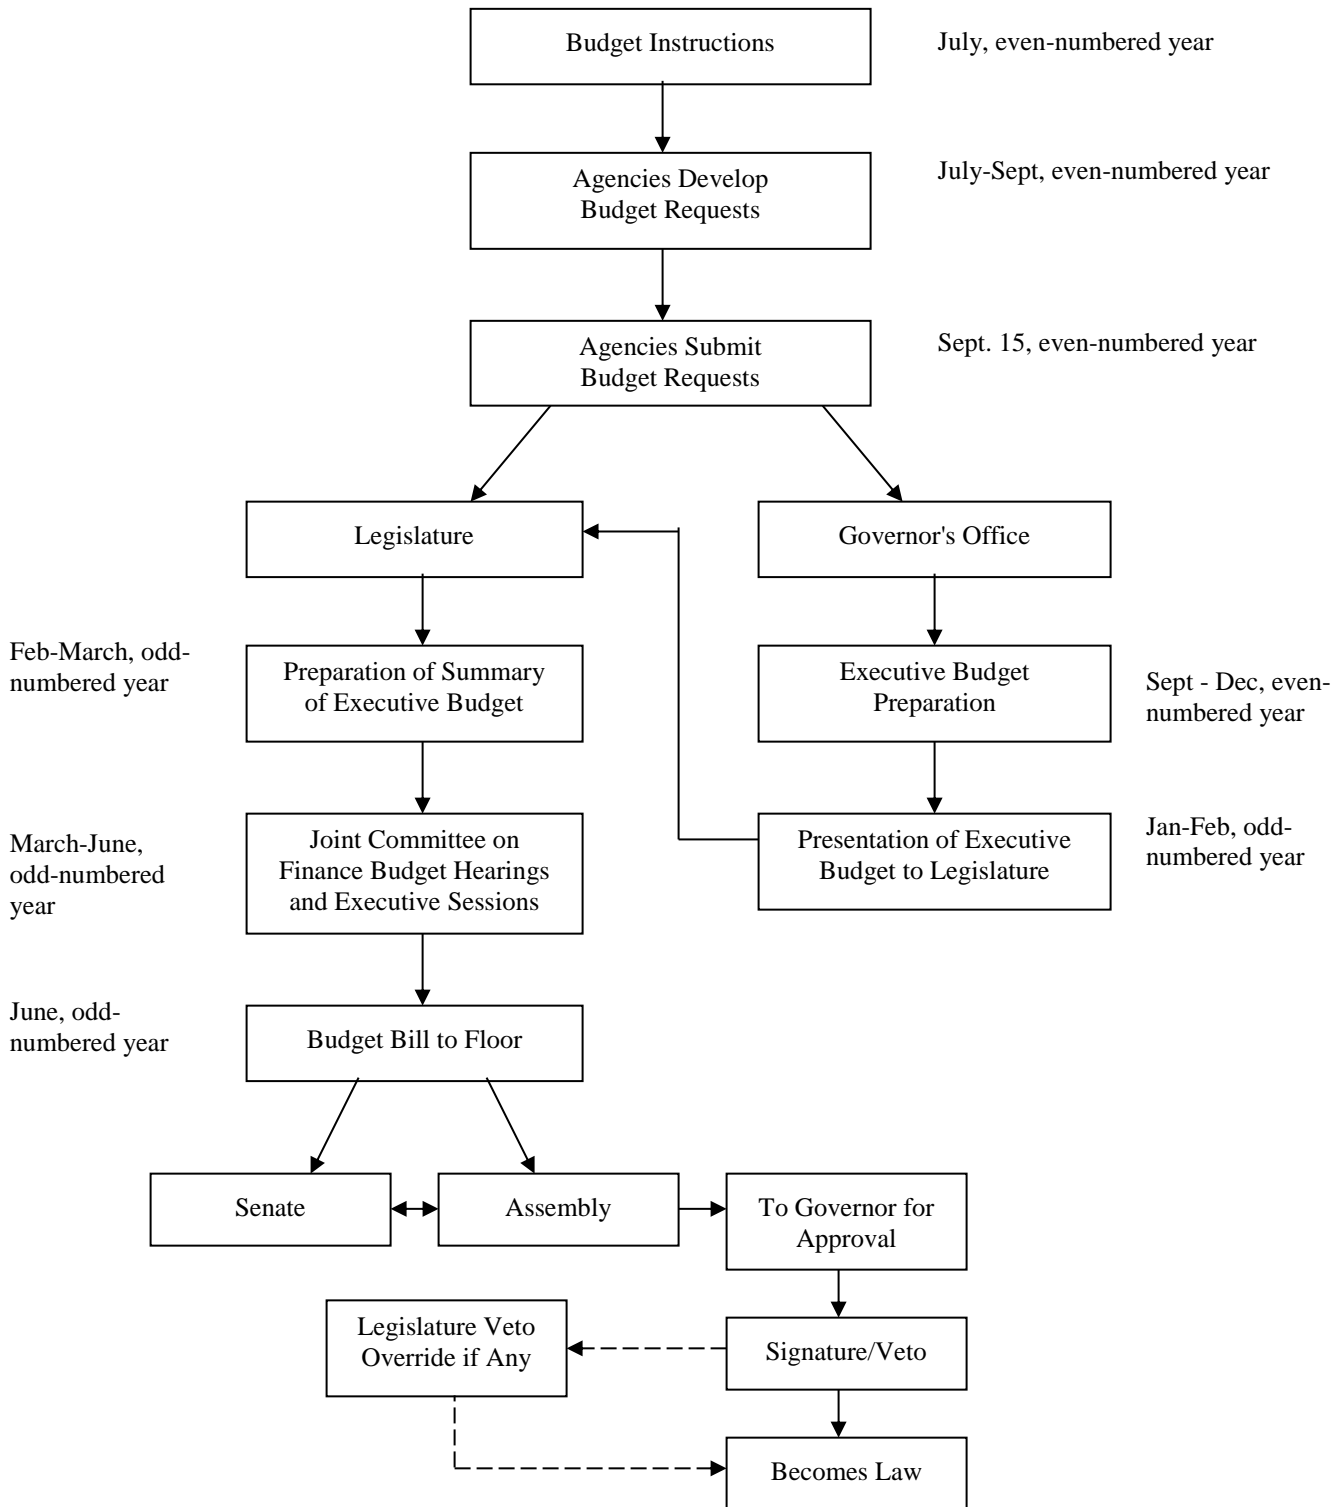 Budget Instructions
July, even-numbered year
Agencies Develop
Budget Requests
July-Sept, even-numbered year
Agencies Submit
Budget Requests
Sept. 15, even-numbered year
Legislature
Governor's Office
Feb-March, odd-
numbered year
Preparation of Summary
of Executive Budget
Executive Budget
Preparation
Sept - Dec, even-
numbered year
March-June,
odd-numbered
year
Joint Committee on
Finance Budget Hearings
and Executive Sessions
Presentation of Executive
Budget to Legislature
Jan-Feb, odd-
numbered year
June, odd-
numbered year
Budget Bill to Floor
Senate
Assembly
To Governor for
Approval
Legislature Veto
Override if Any
Signature/Veto
Becomes Law